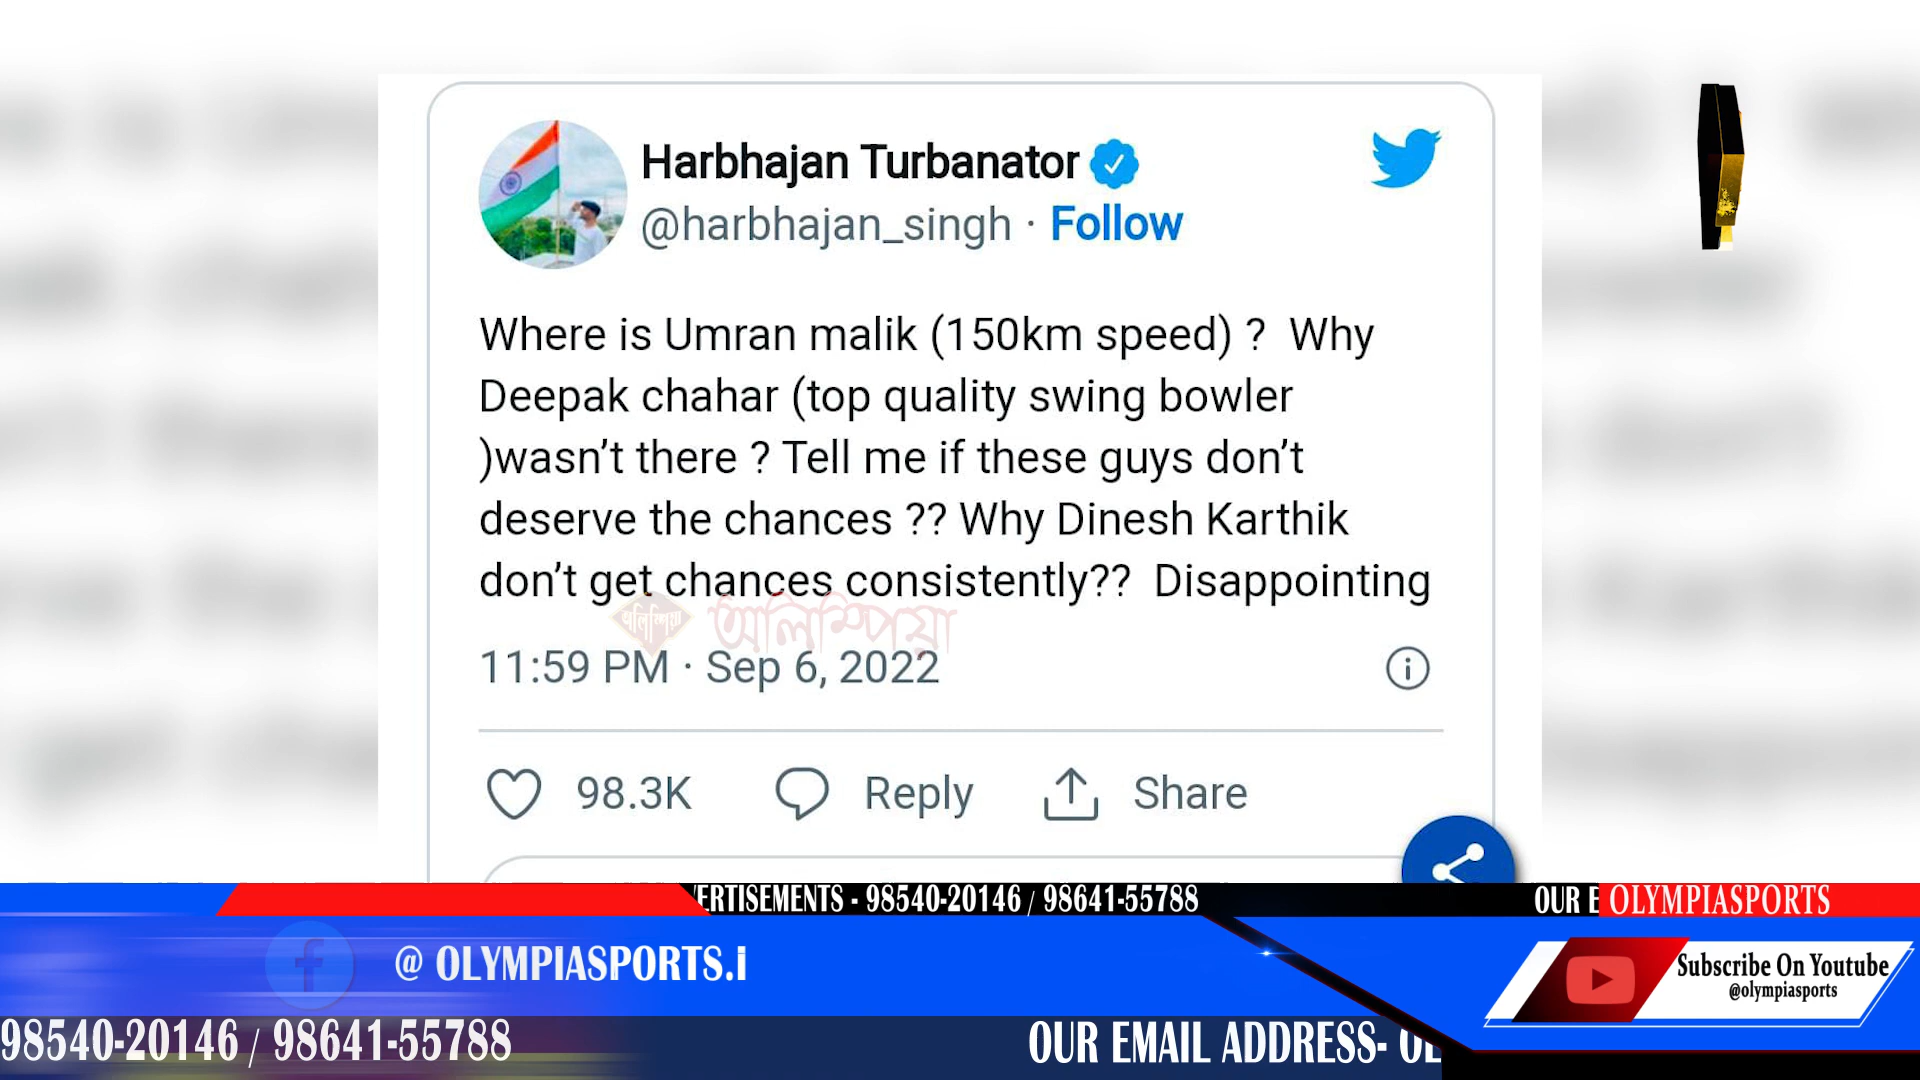 Harbhajan Turbanator
@harbhajan_singh · Follow
Where is Umran malik (150km speed) ?  Why
Deepak chahar (top quality swing bowler
)wasn’t there ? Tell me if these guys don’t
deserve the chances ?? Why Dinesh Karthik
don’t get chances consistently??  Disappointing
অলিম্পিয়া অলিম্পিয়া
11:59 PM · Sep 6, 2022
98.3K Reply Share
ERTISEMENTS - 98540-20146 / 98641-55788 OUR E OLYMPIASPORTS
@ OLYMPIASPORTS.i
Subscribe On Youtube
@olympiasports
98540-20146 / 98641-55788 OUR EMAIL ADDRESS- OL